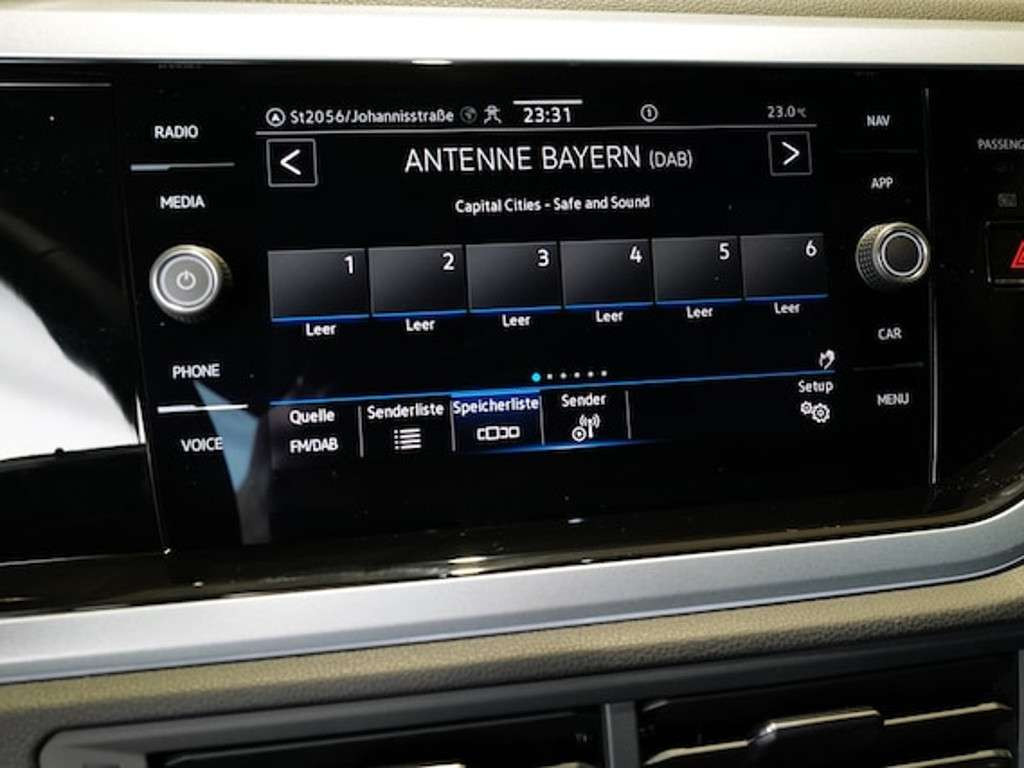 RADIO
MEDIA
PHONE
VOICE
St2056/Johannisstraße 23:31 1 23.0°C
ANTENNE BAYERN (DAB)
Capital Cities - Safe and Sound
1 2 3 4 5 6
Leer Leer Leer Leer Leer Leer
Quelle Senderliste Speicherliste Sender Setup
FM/DAB
NAV
APP
CAR
MENU